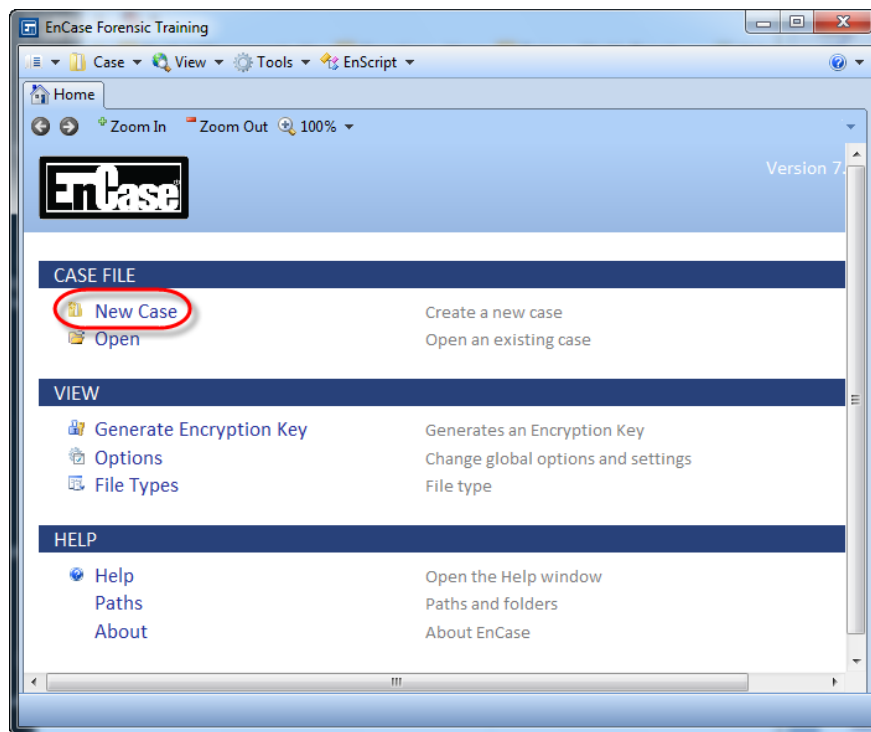 EnCase Forensic Training
Case View Tools EnScript
Home
Zoom In Zoom Out 100%
EnCase®
Version 7.
CASE FILE
New Case Create a new case
Open Open an existing case
VIEW
Generate Encryption Key Generates an Encryption Key
Options Change global options and settings
File Types File type
HELP
Help Open the Help window
Paths Paths and folders
About About EnCase